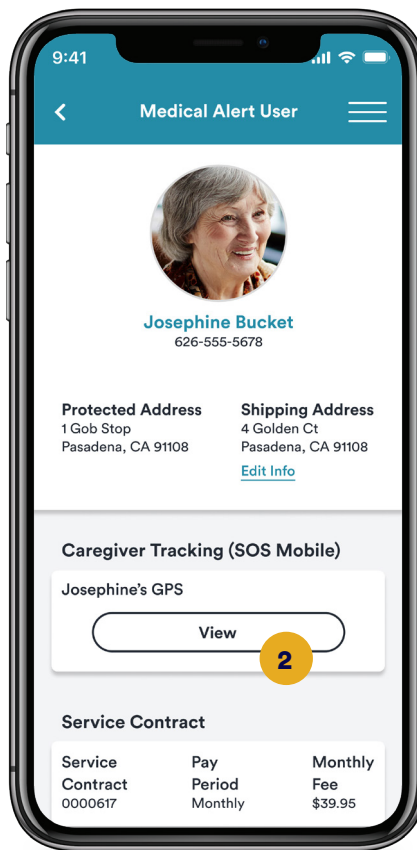 9:41
Medical Alert User
Josephine Bucket
626-555-5678
Protected Address
1 Gob Stop
Pasadena, CA 91108
Shipping Address
4 Golden Ct
Pasadena, CA 91108
Edit Info
Caregiver Tracking (SOS Mobile)
Josephine's GPS
View
2
Service Contract
Service
Contract
0000617
Pay
Period
Monthly
Monthly
Fee
$39.95